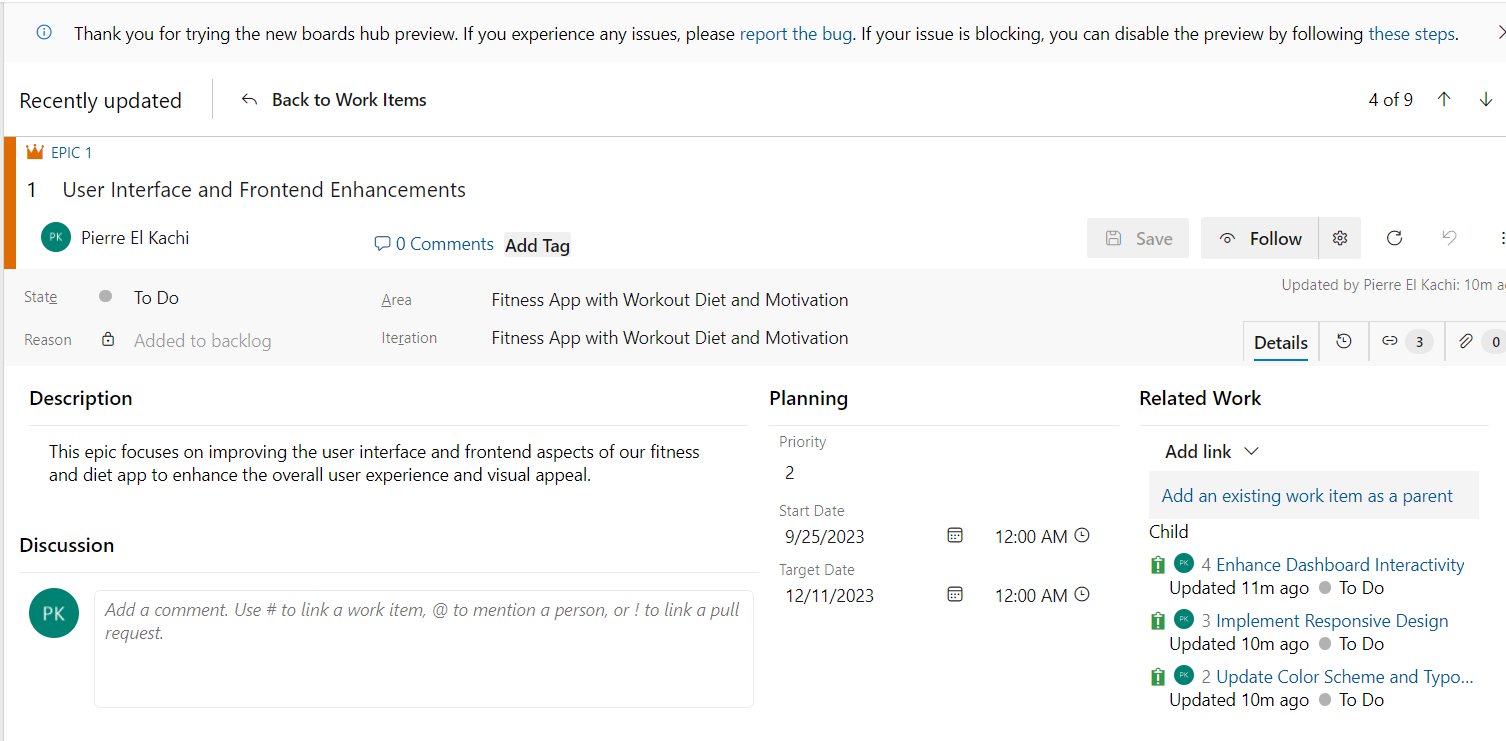 Thank you for trying the new boards hub preview. If you experience any issues, please report the bug. If your issue is blocking, you can disable the preview by following these steps.
Recently updated
Back to Work Items
4 of 9
EPIC 1
1 User Interface and Frontend Enhancements
PK Pierre El Kachi
0 Comments
Add Tag
Save
Follow
State
To Do
Area
Fitness App with Workout Diet and Motivation
Updated by Pierre El Kachi: 10m a
Reason
Added to backlog
Iteration
Fitness App with Workout Diet and Motivation
Details
3
0
Description
This epic focuses on improving the user interface and frontend aspects of our fitness
and diet app to enhance the overall user experience and visual appeal.
Discussion
PK
Add a comment. Use # to link a work item, @ to mention a person, or ! to link a pull
request.
Planning
Priority
2
Start Date
9/25/2023 12:00 AM
Target Date
12/11/2023 12:00 AM
Related Work
Add link
Add an existing work item as a parent
Child
PK 4 Enhance Dashboard Interactivity
Updated 11m ago To Do
PK 3 Implement Responsive Design
Updated 10m ago To Do
PK 2 Update Color Scheme and Typo...
Updated 10m ago To Do